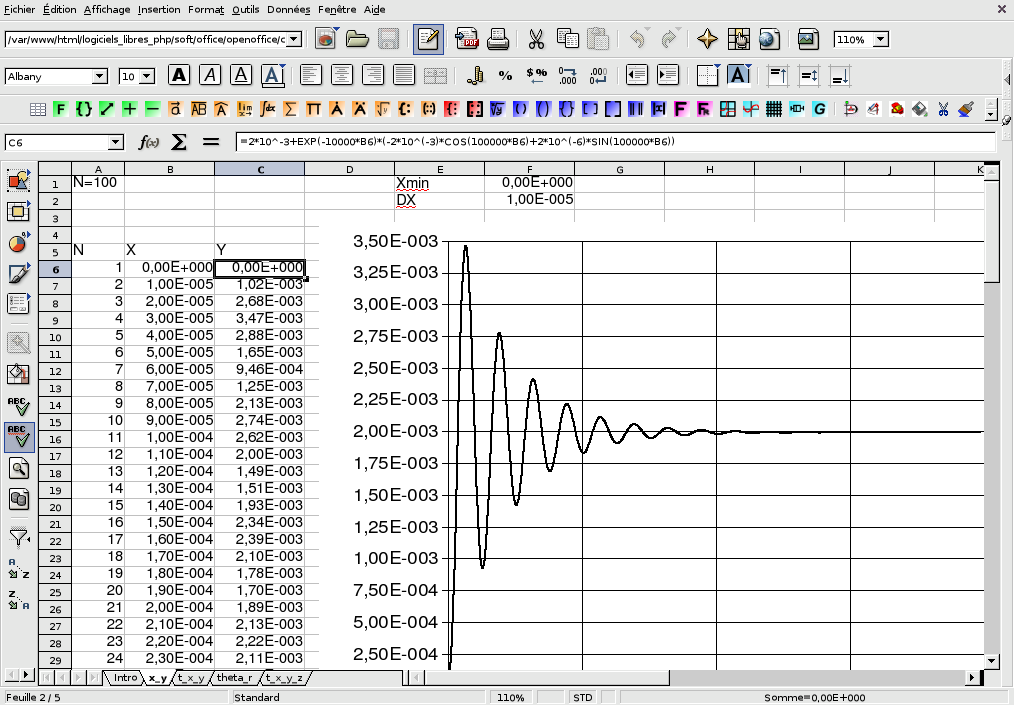 Fichier Édition Affichage Insertion Format Outils Données Fenêtre Aide
/var/www/html/logiciels_libres_php/soft/office/openoffice/c 110%
Albany 10 A A A A % $%
C6 f(x) Σ = =2*10^-3+EXP(-10000*B6)*(-2*10^(-3)*COS(100000*B6)+2*10^(-6)*SIN(100000*B6))
A B C D E F G H I J K
1 N=100 Xmin 0,00E+000
2 DX 1,00E-005
3
4
5 N X Y
6 1 0,00E+000 0,00E+000
7 2 1,00E-005 1,02E-003
8 3 2,00E-005 2,68E-003
9 4 3,00E-005 3,47E-003
10 5 4,00E-005 2,88E-003
11 6 5,00E-005 1,65E-003
12 7 6,00E-005 9,46E-004
13 8 7,00E-005 1,25E-003
14 9 8,00E-005 2,13E-003
15 10 9,00E-005 2,74E-003
16 11 1,00E-004 2,62E-003
17 12 1,10E-004 2,00E-003
18 13 1,20E-004 1,49E-003
19 14 1,30E-004 1,51E-003
20 15 1,40E-004 1,93E-003
21 16 1,50E-004 2,34E-003
22 17 1,60E-004 2,39E-003
23 18 1,70E-004 2,10E-003
24 19 1,80E-004 1,78E-003
25 20 1,90E-004 1,70E-003
26 21 2,00E-004 1,89E-003
27 22 2,10E-004 2,13E-003
28 23 2,20E-004 2,22E-003
29 24 2,30E-004 2,11E-003
3,50E-003
3,25E-003
3,00E-003
2,75E-003
2,50E-003
2,25E-003
2,00E-003
1,75E-003
1,50E-003
1,25E-003
1,00E-003
7,50E-004
5,00E-004
2,50E-004
ABC
ABC
A Z
Z A
Intro x_y t_x_y theta_r t_x_y_z
Feuille 2 / 5 Standard 110% STD Somme=0,00E+000